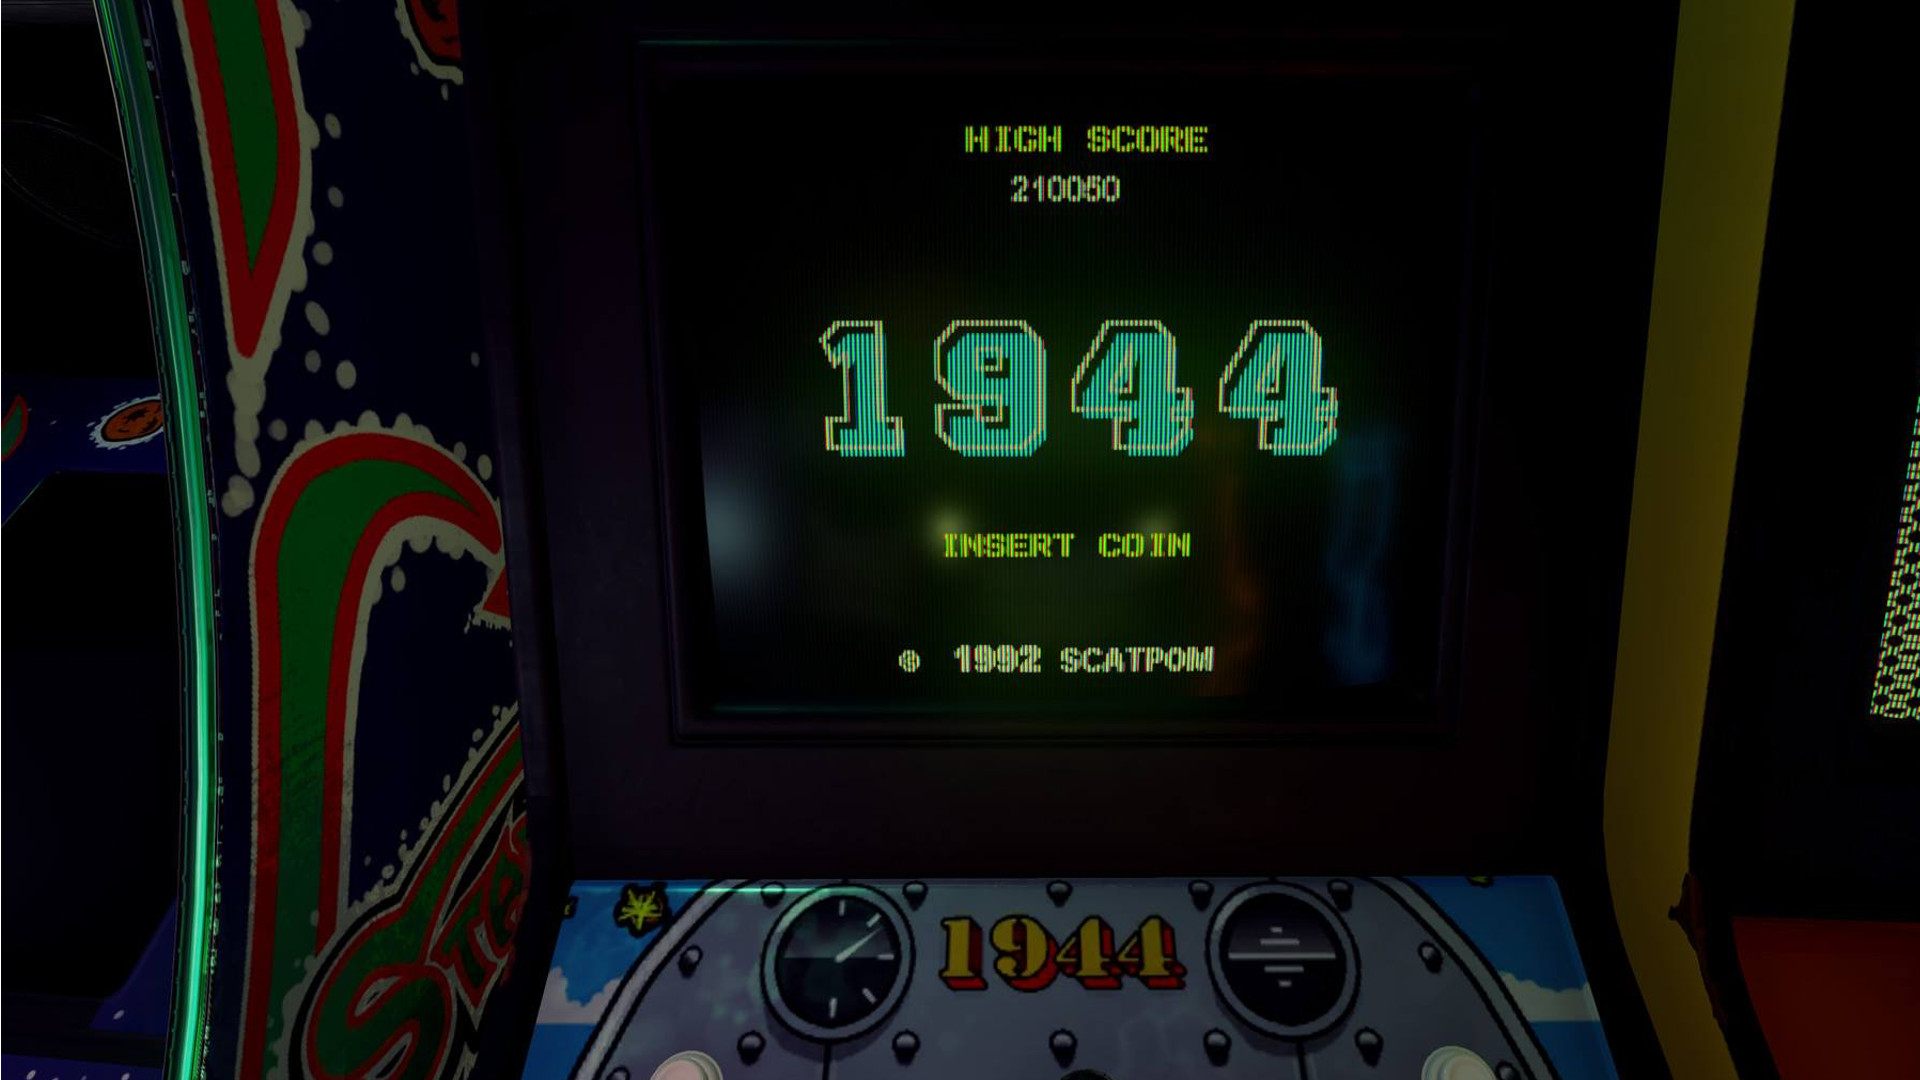 HIGH SCORE
210050
1944
INSERT COIN
© 1992 SCATPOM
1944